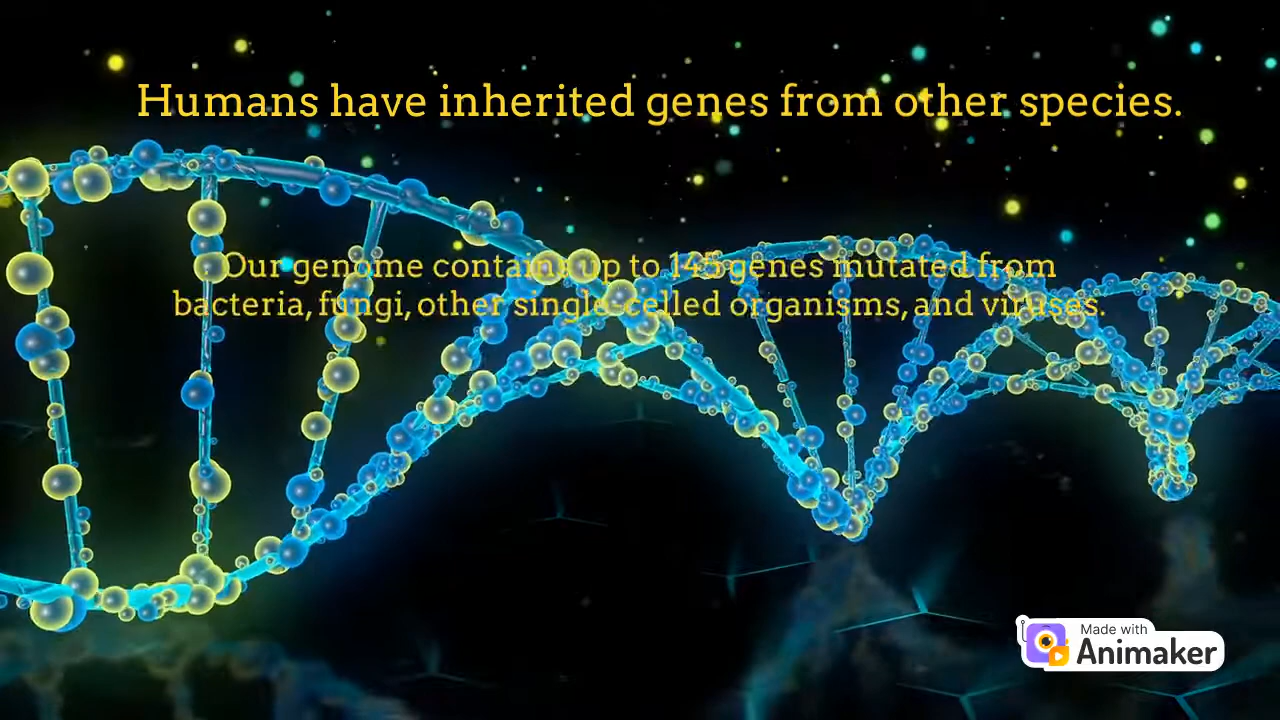 Humans have inherited genes from other species.
Our genome contains up to 145 genes mutated from
bacteria, fungi, other single-celled organisms, and viruses.
Made with
Animaker